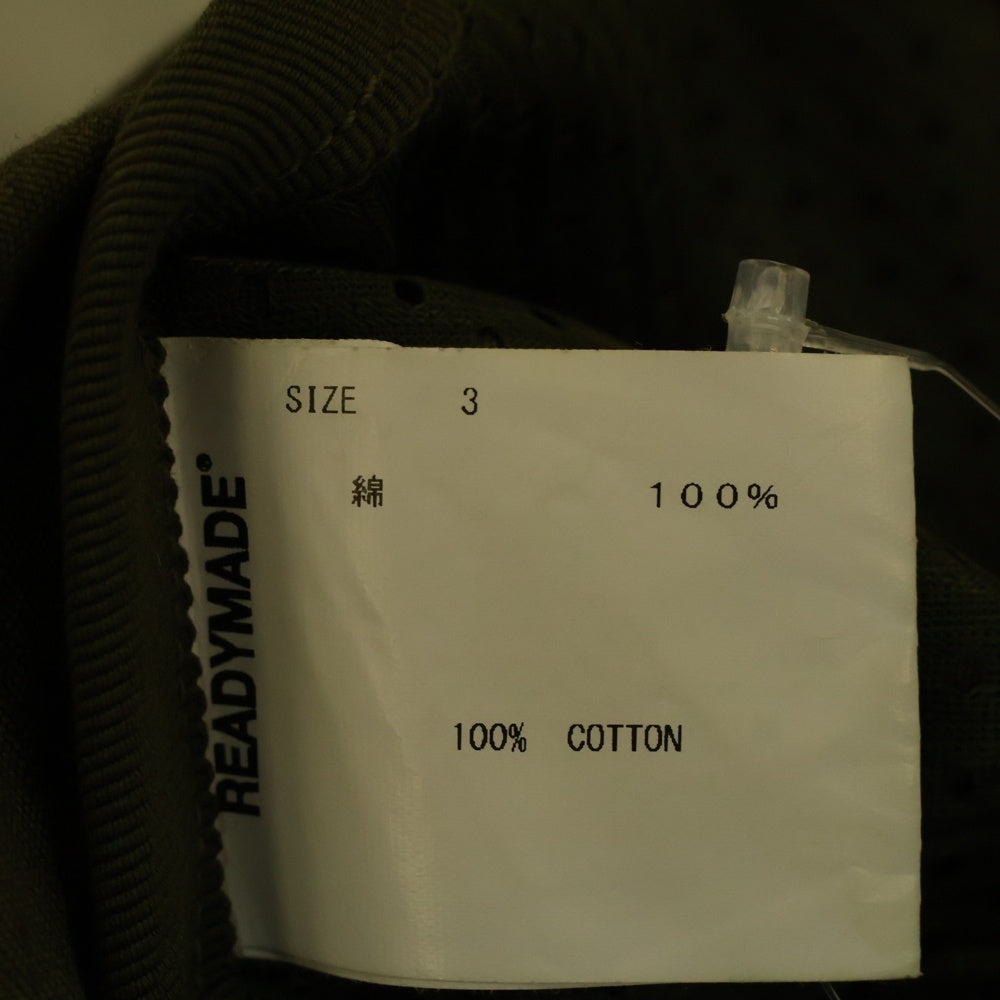 SIZE 3
綿 100%
100% COTTON
READYMADE®